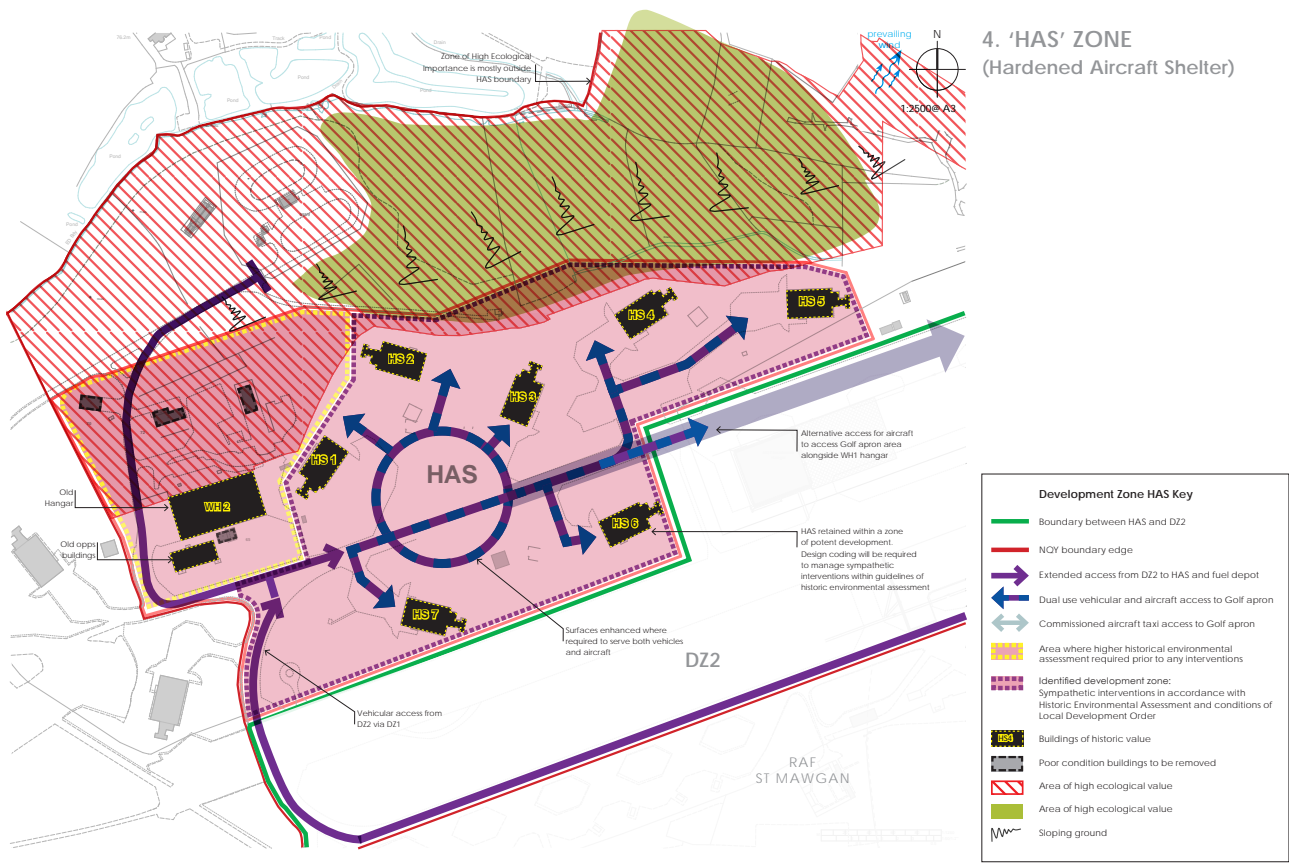 4. 'HAS' ZONE
(Hardened Aircraft Shelter)
prevailing
wind
N
1:2500@ A3
Zone of High Ecological
Importance is mostly outside
HAS boundary
Track
Pond
Drain
Pond
Pond
Pond
Pond
Pond
HS 5
HS 4
HS 2
HS 3
HS 1
HAS
WH 2
HS 6
HS 7
Old
Hangar
Old opps
buildings
Alternative access for aircraft
to access Golf apron area
alongside WH1 hangar
HAS retained within a zone
of potent development.
Design coding will be required
to manage sympathetic
interventions within guidelines of
historic environmental assessment
Surfaces enhanced where
required to serve both vehicles
and aircraft
DZ2
Vehicular access from
DZ2 via DZ1
RAF
ST MAWGAN
Development Zone HAS Key
Boundary between HAS and DZ2
NQY boundary edge
Extended access from DZ2 to HAS and fuel depot
Dual use vehicular and aircraft access to Golf apron
Commissioned aircraft taxi access to Golf apron
Area where higher historical environmental
assessment required prior to any interventions
Identified development zone:
Sympathetic interventions in accordance with
Historic Environmental Assessment and conditions of
Local Development Order
HS4
Buildings of historic value
Poor condition buildings to be removed
Area of high ecological value
Area of high ecological value
Sloping ground